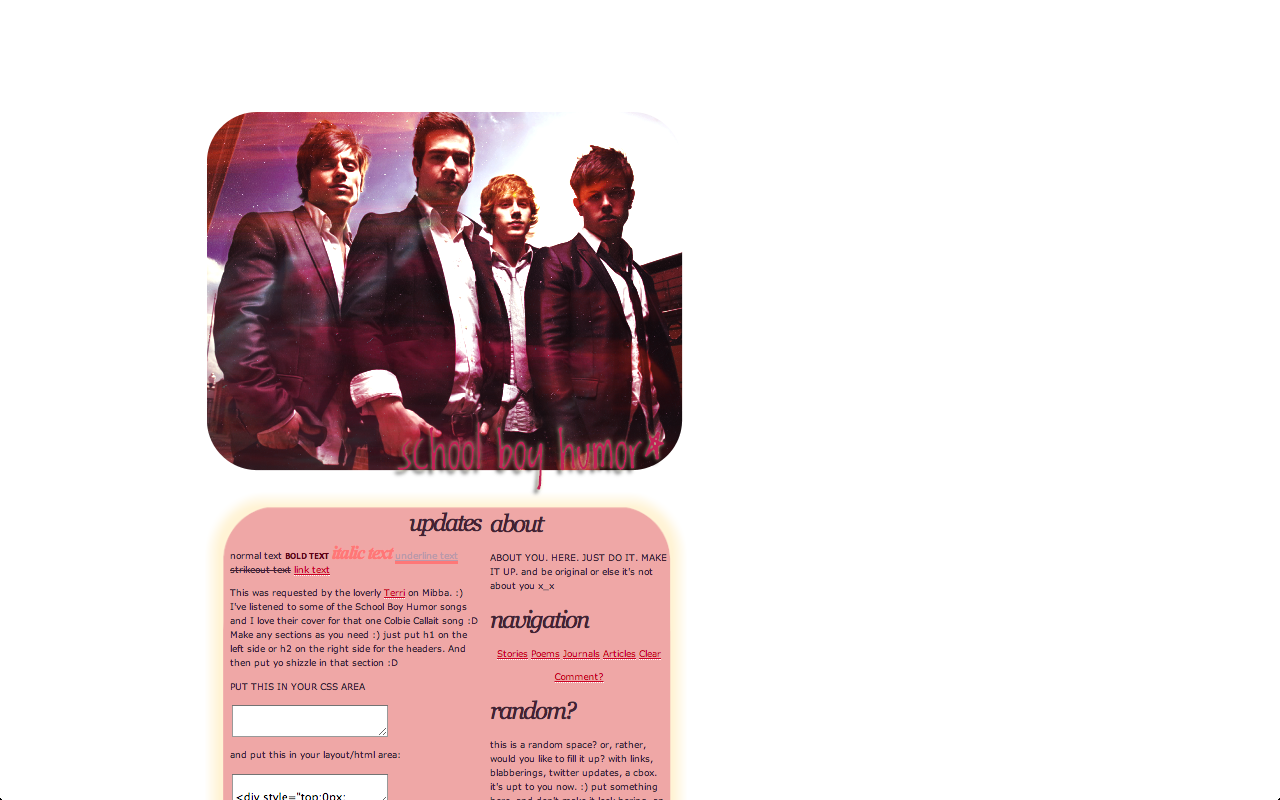 school boy humor*
updates
normal text BOLD TEXT italic text underline text
strikeout text link text
This was requested by the loverly Terri on Mibba. :)
I've listened to some of the School Boy Humor songs
and I love their cover for that one Colbie Callait song :D
Make any sections as you need :) just put h1 on the
left side or h2 on the right side for the headers. And
then put yo shizzle in that section :D
PUT THIS IN YOUR CSS AREA
and put this in your layout/html area:
<div style="top:0px;
about
ABOUT YOU. HERE. JUST DO IT. MAKE
IT UP. and be original or else it's not
about you x_x
navigation
Stories Poems Journals Articles Clear
Comment?
random?
this is a random space? or, rather,
would you like to fill it up? with links,
blabberings, twitter updates, a cbox.
it's upt to you now. :) put something